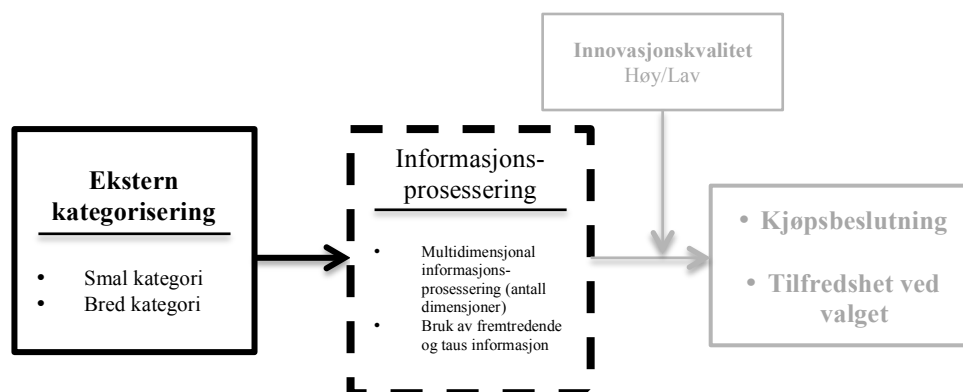 Innovasjonskvalitet
Høy/Lav
Ekstern
kategorisering
• Smal kategori
• Bred kategori
Informasjons-
prosessering
• Multidimensjonal
informasjons-
prosessering (antall
dimensjoner)
• Bruk av fremtredende
og taus informasjon
• Kjøpsbeslutning
• Tilfredshet ved
valget